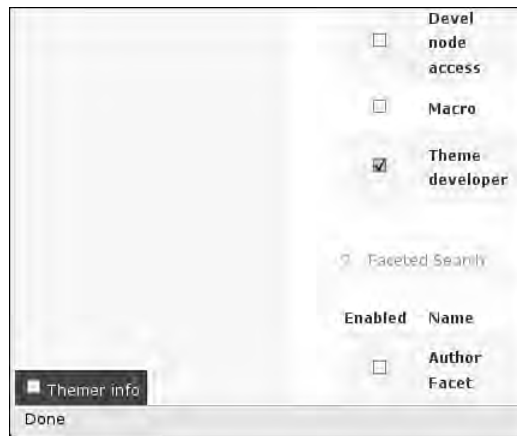 Devel
node
access
Macro
Theme
developer
Faceted Search
Enabled Name
Author
Facet
Themer info
Done